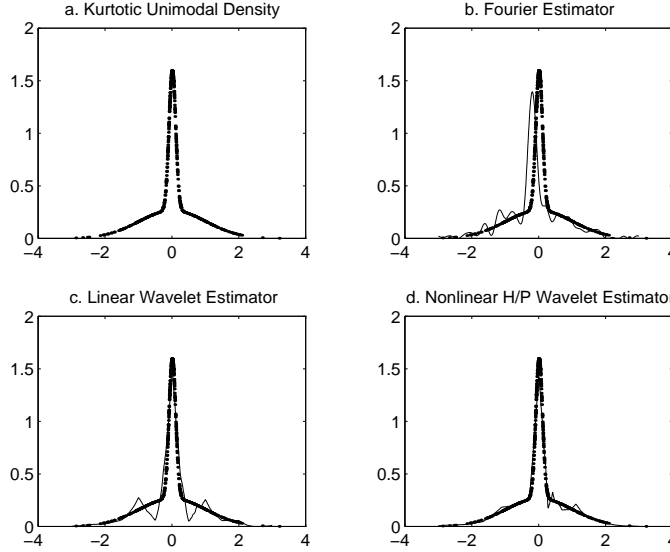 a. Kurtotic Unimodal Density
2
1.5
1
0.5
0
−4 −2 0 2 4
b. Fourier Estimator
2
1.5
1
0.5
0
−4 −2 0 2
c. Linear Wavelet Estimator
2
1.5
1
0.5
0
−4 −2 0 2 4
d. Nonlinear H/P Wavelet Estimator
2
1.5
1
0.5
0
−4 −2 0 2 4